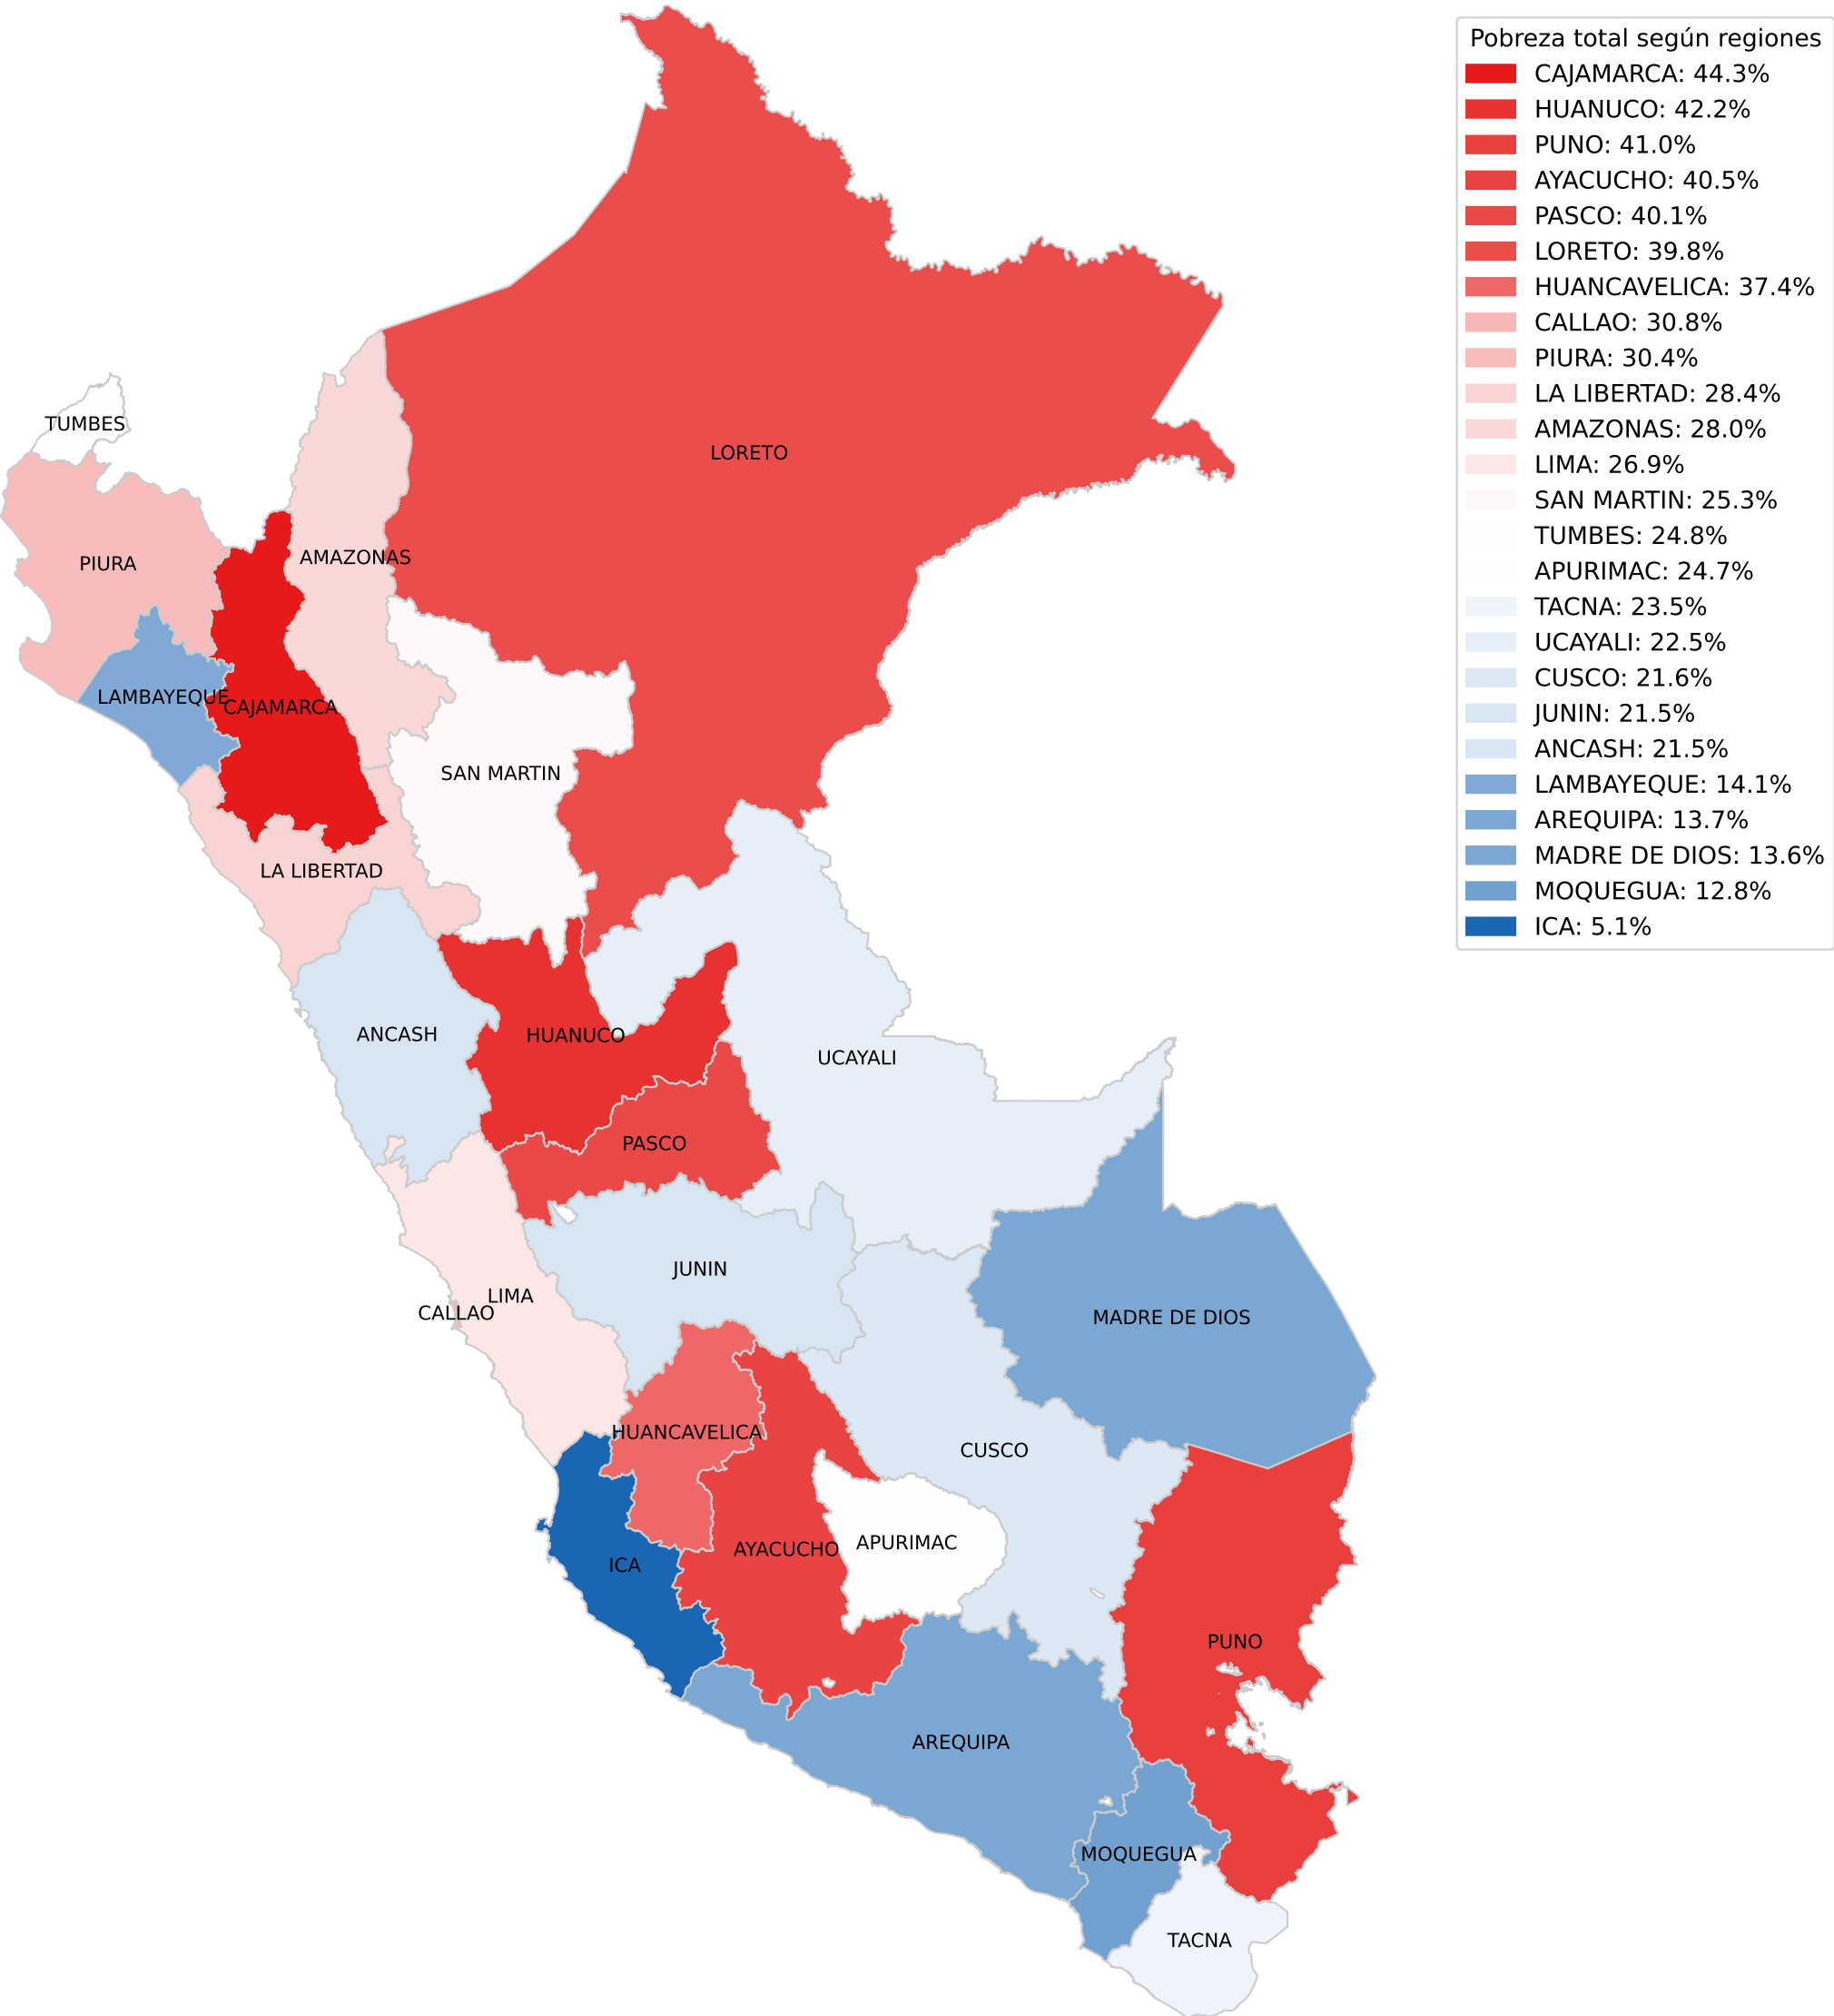 Pobreza total según regiones
CAJAMARCA: 44.3%
HUANUCO: 42.2%
PUNO: 41.0%
AYACUCHO: 40.5%
PASCO: 40.1%
LORETO: 39.8%
HUANCAVELICA: 37.4%
CALLAO: 30.8%
PIURA: 30.4%
LA LIBERTAD: 28.4%
AMAZONAS: 28.0%
LIMA: 26.9%
SAN MARTIN: 25.3%
TUMBES: 24.8%
APURIMAC: 24.7%
TACNA: 23.5%
UCAYALI: 22.5%
CUSCO: 21.6%
JUNIN: 21.5%
ANCASH: 21.5%
LAMBAYEQUE: 14.1%
AREQUIPA: 13.7%
MADRE DE DIOS: 13.6%
MOQUEGUA: 12.8%
ICA: 5.1%
TUMBES
LORETO
PIURA
AMAZONAS
LAMBAYEQUE
CAJAMARCA
SAN MARTIN
LA LIBERTAD
ANCASH
HUANUCO
UCAYALI
PASCO
JUNIN
LIMA
CALLAO
MADRE DE DIOS
HUANCAVELICA
CUSCO
APURIMAC
AYACUCHO
ICA
PUNO
AREQUIPA
MOQUEGUA
TACNA